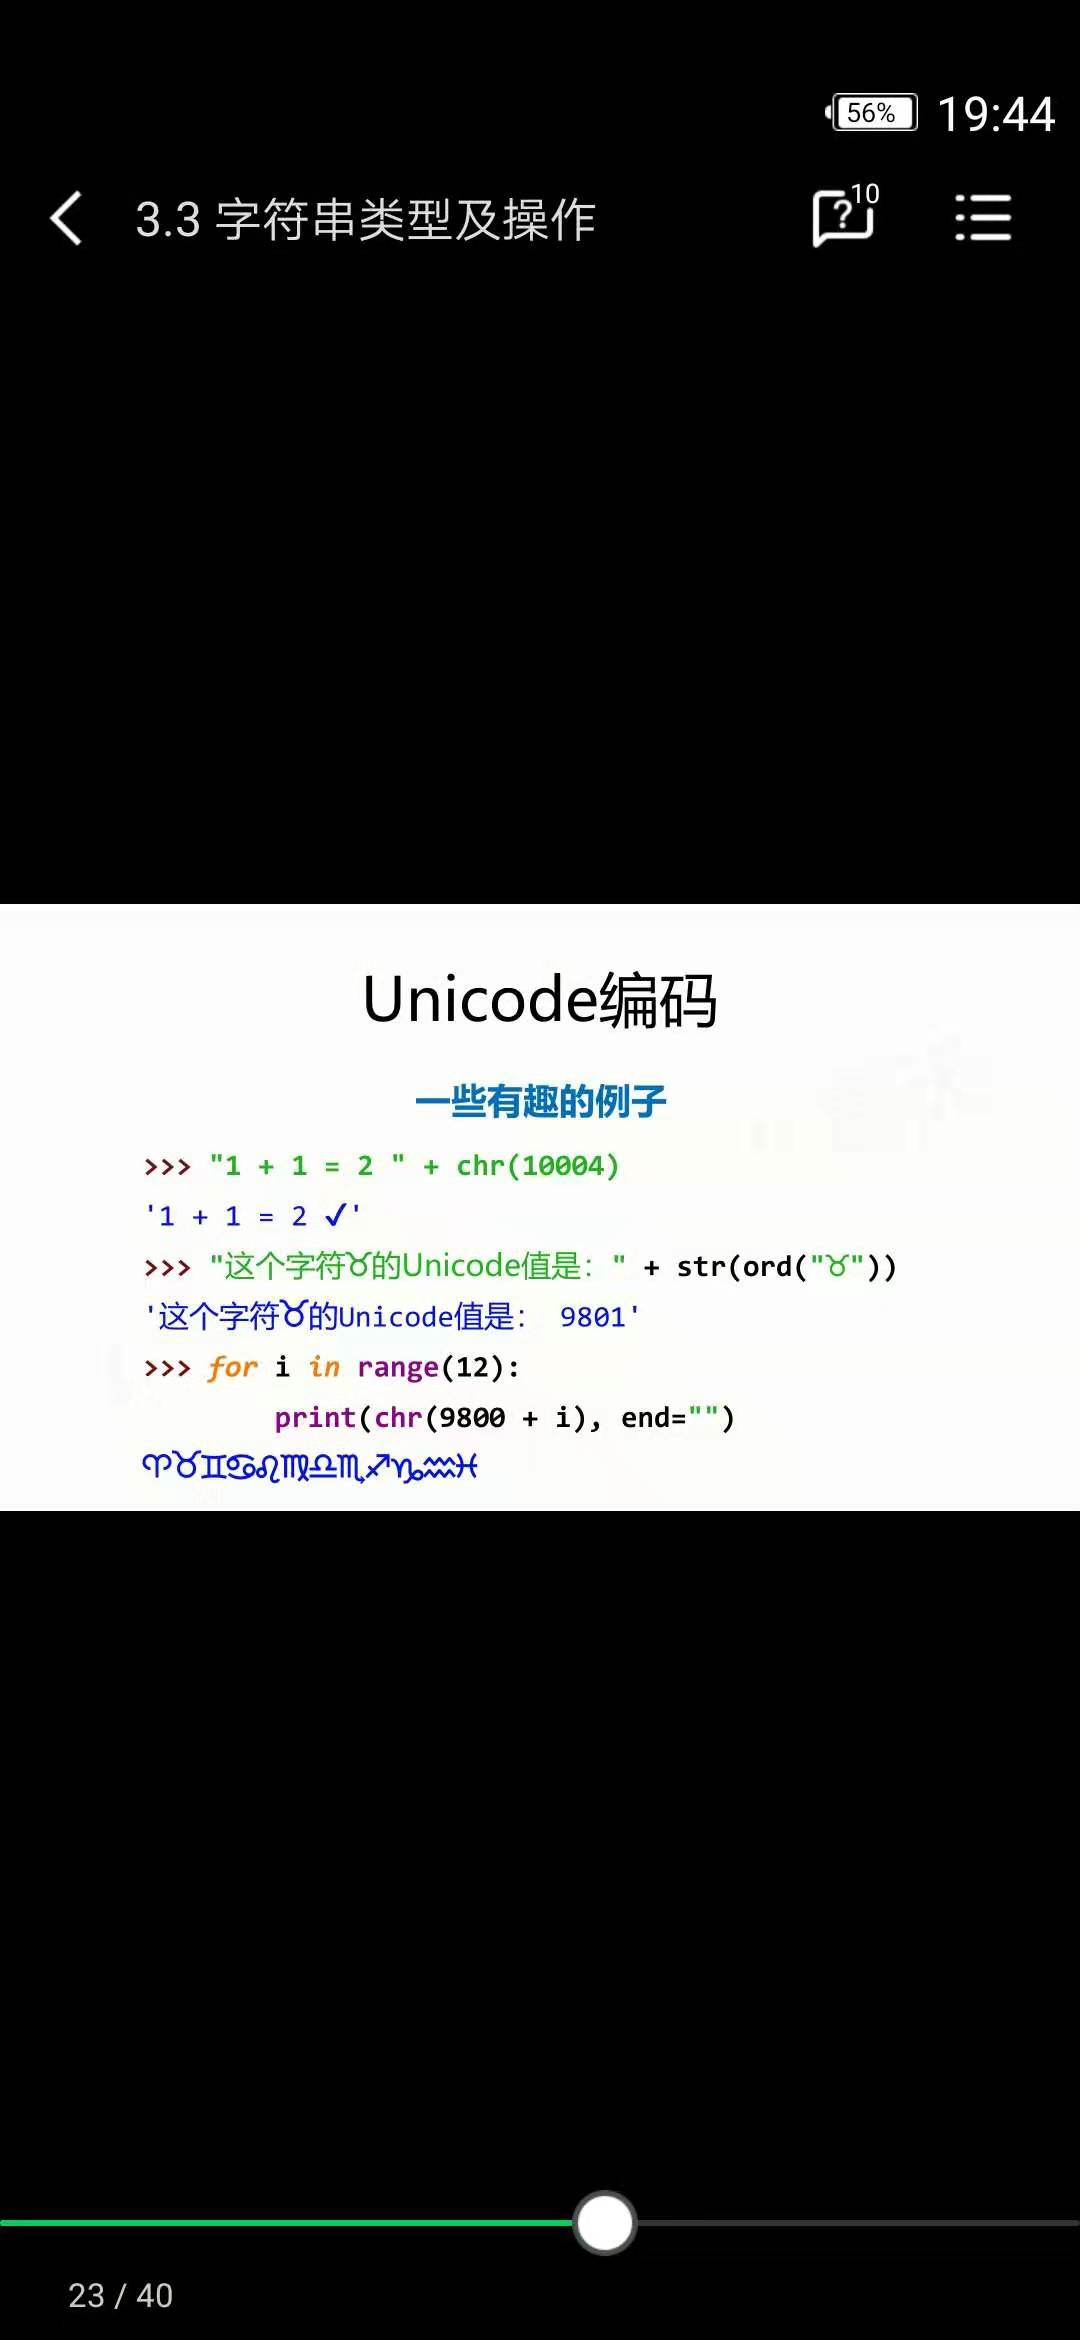 56% 19:44
3.3 字符串类型及操作 ? 10
Unicode编码
一些有趣的例子
>>> "1 + 1 = 2 " + chr(10004)
'1 + 1 = 2 ✓'
>>> "这个字符♉的Unicode值是：" + str(ord("♉"))
'这个字符♉的Unicode值是： 9801'
>>> for i in range(12):
print(chr(9800 + i), end="")
♈♉♊♋♌♍♎♏♐♑♒♓
23 / 40